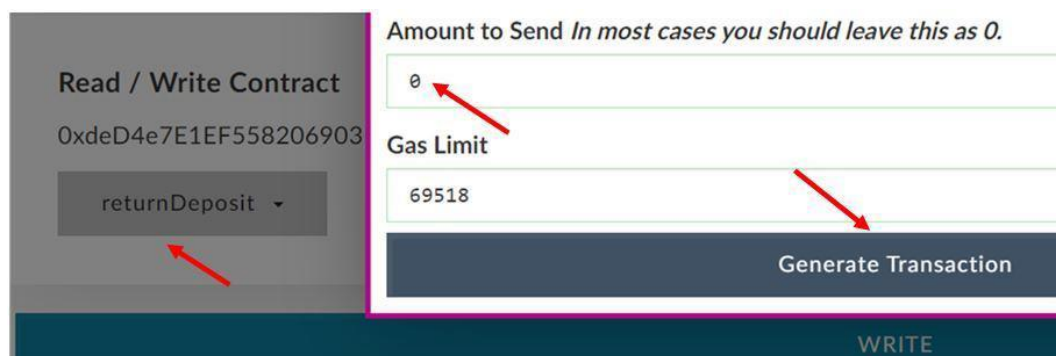 Read / Write Contract
0xdeD4e7E1EF558206903
returnDeposit
Amount to Send In most cases you should leave this as 0.
0
Gas Limit
69518
Generate Transaction
WRITE